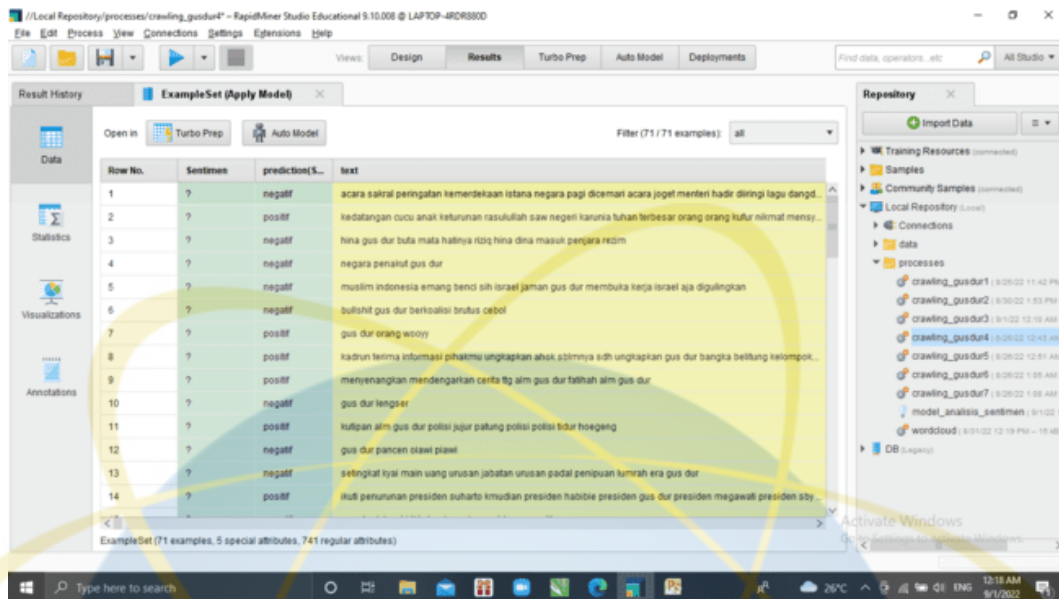 //Local Repository/processes/crawling_gusdur4* – RapidMiner Studio Educational 9.10.008 @ LAPTOP-4RDR880D
File Edit Process View Connections Settings Extensions Help
Views: Design Results Turbo Prep Auto Model Deployments Find data, operators...etc All Studio
Result History ExampleSet (Apply Model) Repository
Open in Turbo Prep Auto Model Filter (71 / 71 examples): all Import Data
Data
Statistics
Visualizations
Annotations
Row No. Sentimen prediction(S... text
1 ? negatif acara sakral peringatan kemerdekaan istana negara pagi dicemari acara joget menteri hadir diiringi lagu dangd...
2 ? positif kedatangan cucu anak keturunan rasulullah saw negeri karunia tuhan terbesar orang orang kufur nikmat mensy...
3 ? negatif hina gus dur buta mata hatinya riziq hina dina masuk penjara rezim
4 ? negatif negara penakut gus dur
5 ? negatif muslim indonesia emang benci sih israel jaman gus dur membuka kerja israel aja digulingkan
6 ? negatif bullshit gus dur berkoalisi brutus cebol
7 ? positif gus dur orang wooyy
8 ? positif kadrun terima informasi pihakmu ungkapkan ahok sblmnya sdh ungkapkan gus dur bangka belitung kelompok...
9 ? positif menyenangkan mendengarkan cerita ttg alm gus dur fatihah alm gus dur
10 ? negatif gus dur lengser
11 ? positif kutipan alm gus dur polisi jujur patung polisi polisi tidur hoegeng
12 ? negatif gus dur pancen olawi plawi
13 ? negatif setingkat kyai main uang urusan jabatan urusan padal penipuan lumrah era gus dur
14 ? positif ikuti penurunan presiden suharto kmudian presiden habibie presiden gus dur presiden megawati presiden sby...
ExampleSet (71 examples, 5 special attributes, 741 regular attributes)
Training Resources (connected)
Samples
Community Samples (connected)
Local Repository (Local)
Connections
data
processes
crawling_gusdur1
crawling_gusdur2
crawling_gusdur3
crawling_gusdur4
crawling_gusdur5
crawling_gusdur6
crawling_gusdur7
model_analisis_sentimen
wordcloud
DB (Legacy)
Activate Windows
Go to Settings to activate Windows.
Type here to search 26°C ENG 12:18 AM
9/1/2022